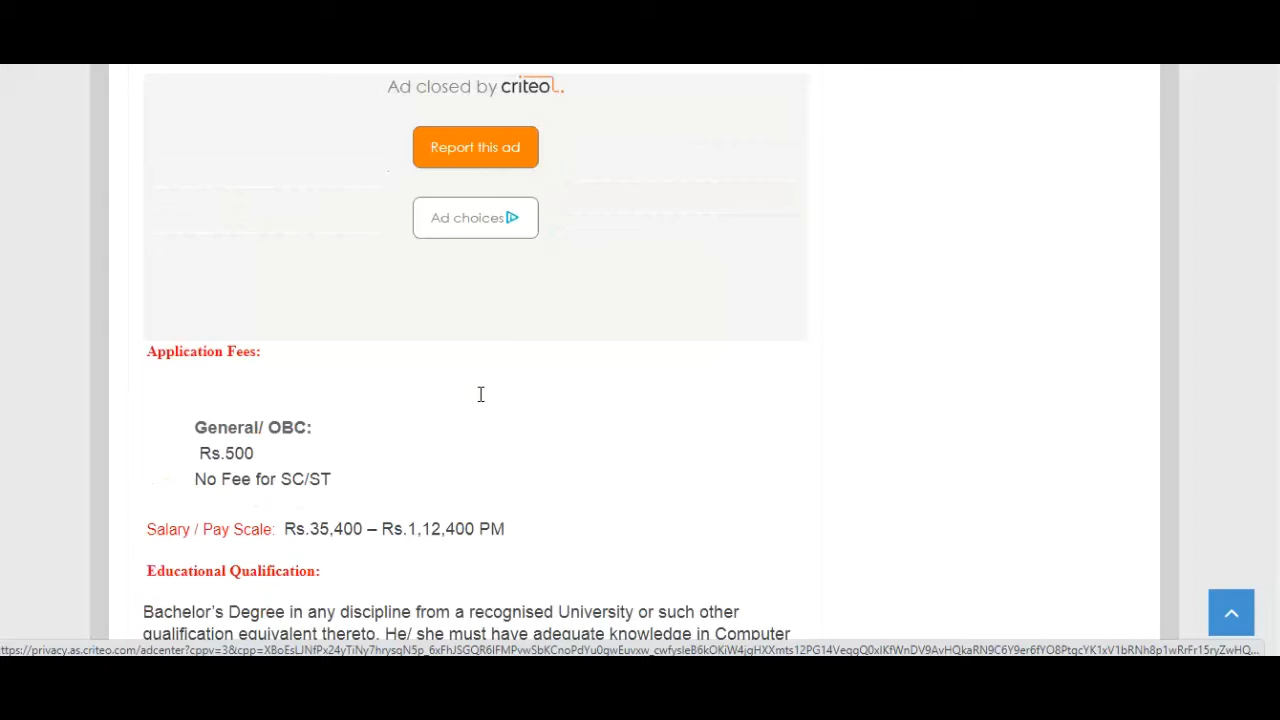 Ad closed by criteo.
Report this ad
Ad choices
Application Fees:
General/ OBC:
Rs.500
No Fee for SC/ST
Salary / Pay Scale: Rs.35,400 – Rs.1,12,400 PM
Educational Qualification:
Bachelor's Degree in any discipline from a recognised University or such other
qualification equivalent thereto. He/ she must have adequate knowledge in Computer